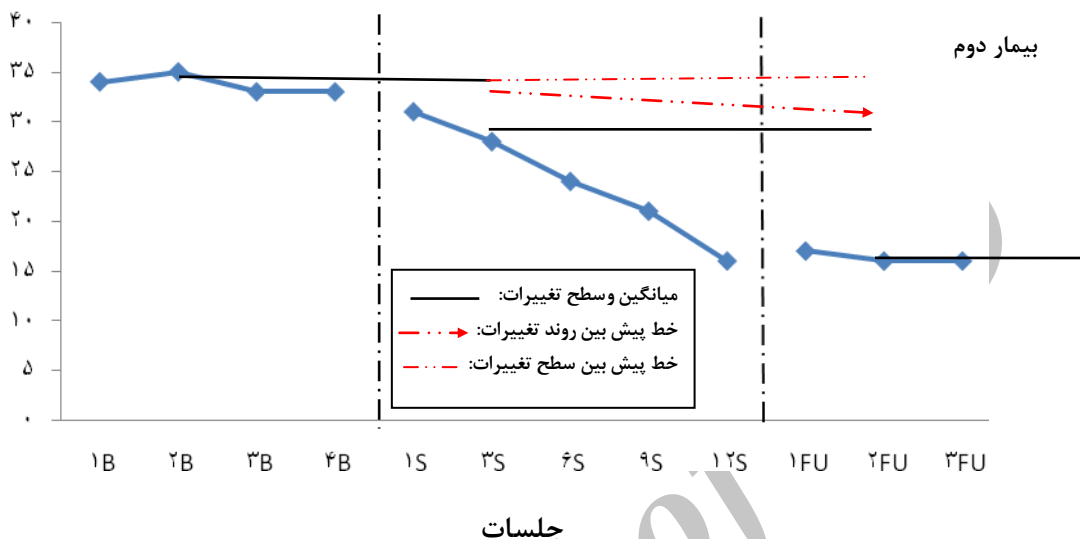 بیمار دوم
۴۰
۳۵
۳۰
۲۵
۲۰
۱۵
۱۰
۵
۰
میانگین وسطح تغییرات:
خط پیش بین روند تغییرات:
خط پیش بین سطح تغییرات:
۱B ۲B ۳B ۴B ۱S ۳S ۶S ۹S ۱۲S ۱FU ۲FU ۳FU
جلسات